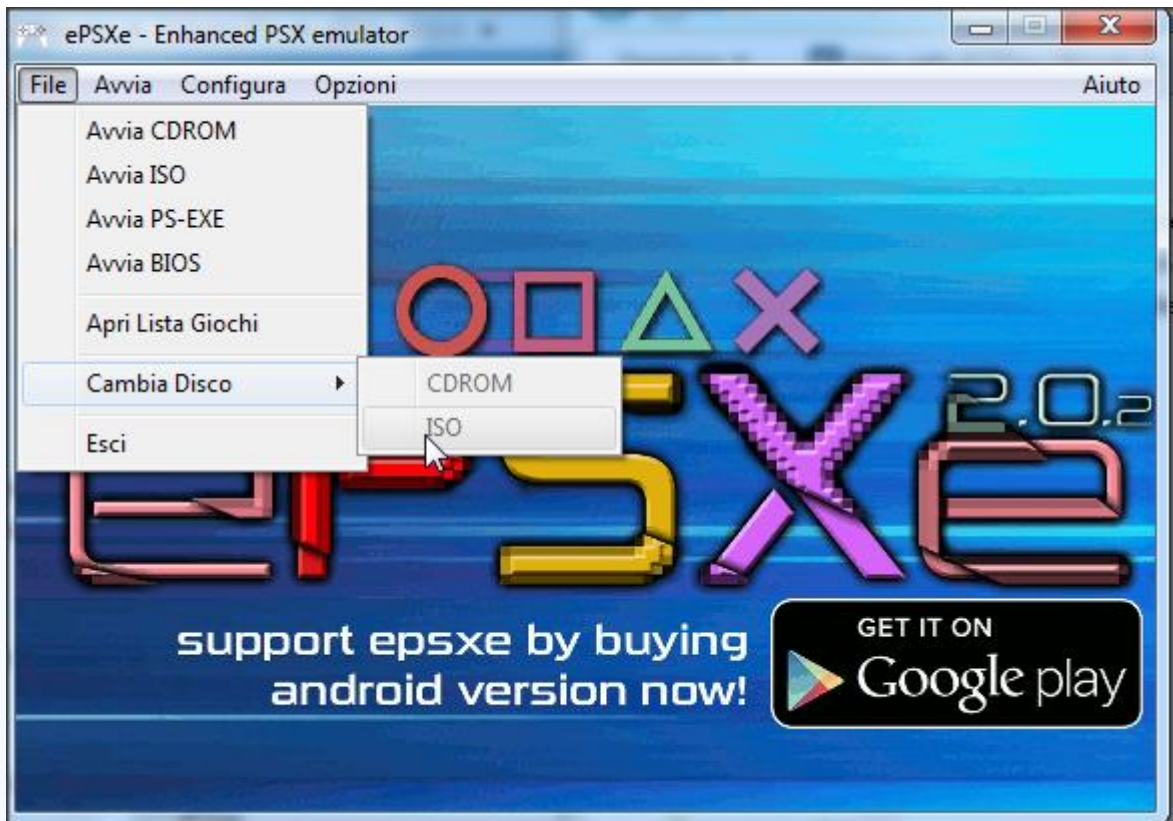 ePSXe - Enhanced PSX emulator
File Avvia Configura Opzioni Aiuto
Avvia CDROM
Avvia ISO
Avvia PS-EXE
Avvia BIOS
Apri Lista Giochi
Cambia Disco
CDROM
ISO
Esci
ePSXe 2.0.2
support epsxe by buying
android version now!
GET IT ON
Google play